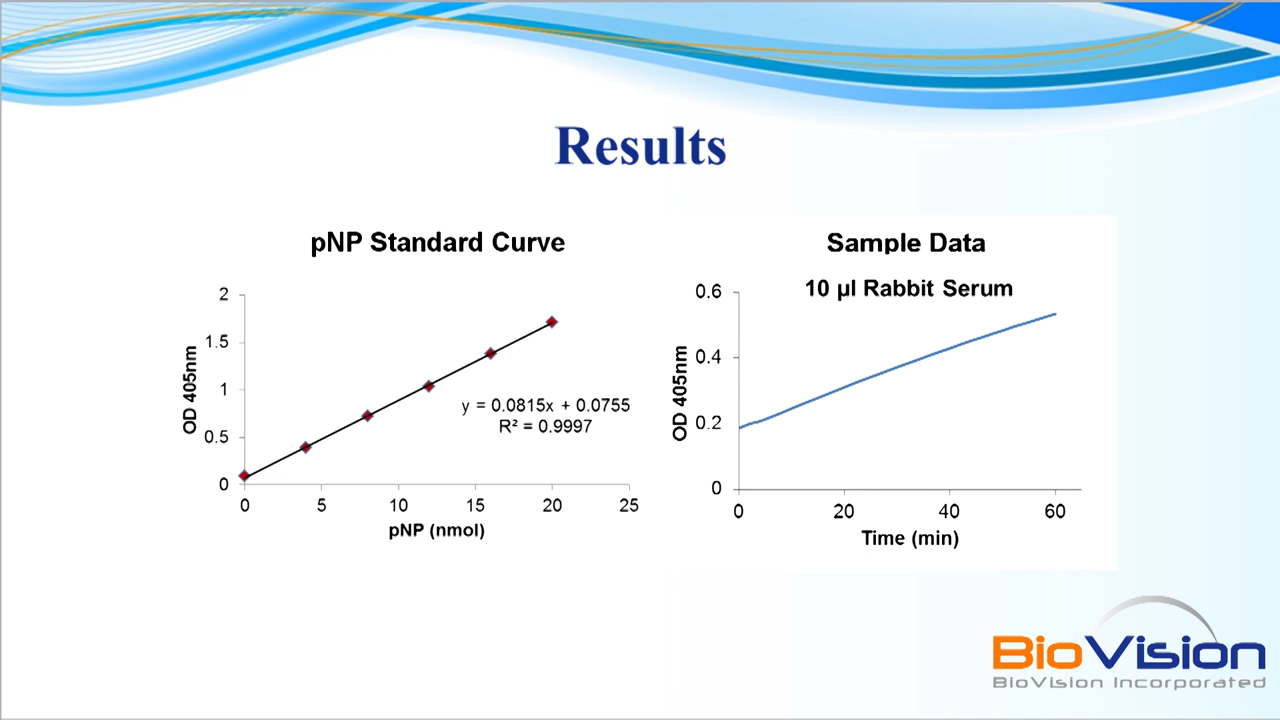 Results
pNP Standard Curve
2
1.5
1
0.5
0
OD 405nm
y = 0.0815x + 0.0755
R² = 0.9997
0 5 10 15 20 25
pNP (nmol)
Sample Data
10 µl Rabbit Serum
0.6
0.4
0.2
0
OD 405nm
0 20 40 60
Time (min)
BioVision
BioVision Incorporated